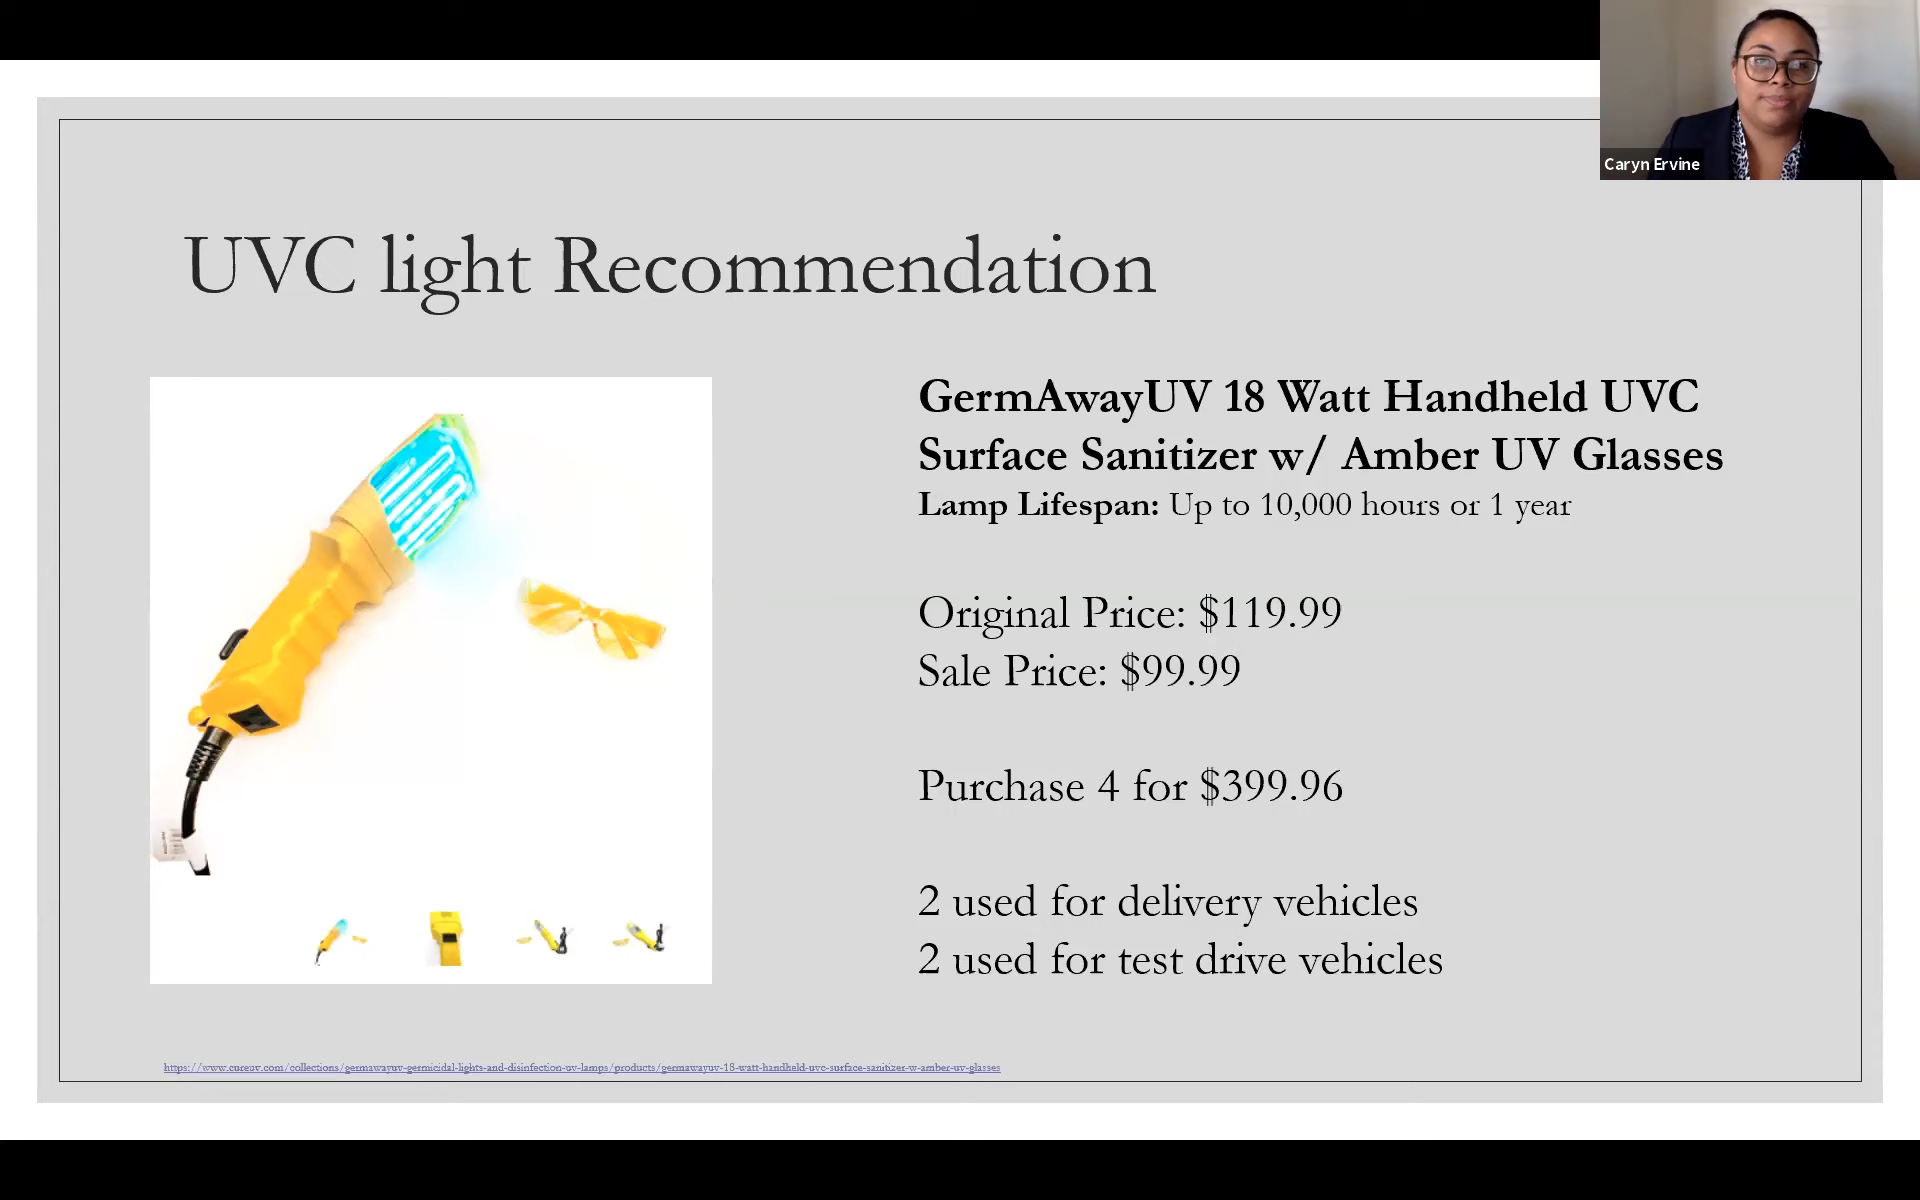 Caryn Ervine
UVC light Recommendation
GermAwayUV 18 Watt Handheld UVC
Surface Sanitizer w/ Amber UV Glasses
Lamp Lifespan: Up to 10,000 hours or 1 year
Original Price: $119.99
Sale Price: $99.99
Purchase 4 for $399.96
2 used for delivery vehicles
2 used for test drive vehicles
https://www.cureuv.com/collections/germawayuv-germicidal-lights-and-disinfection-uv-lamps/products/germawayuv-18-watt-handheld-uvc-surface-sanitizer-w-amber-uv-glasses